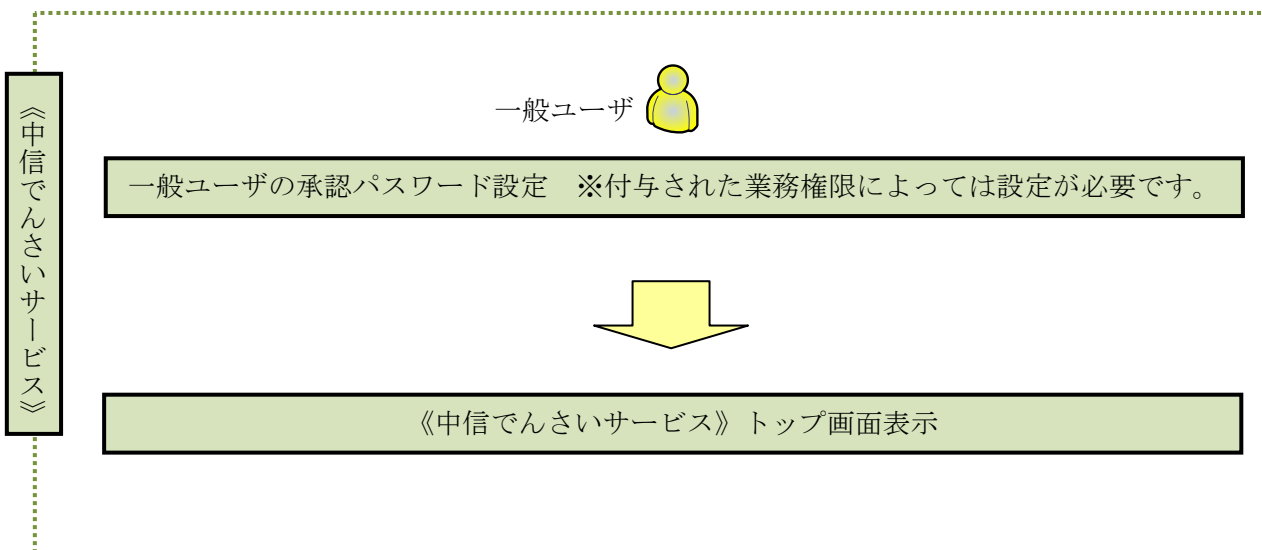 《中信でんさいサービス》
一般ユーザ
一般ユーザの承認パスワード設定　※付与された業務権限によっては設定が必要です。
《中信でんさいサービス》トップ画面表示